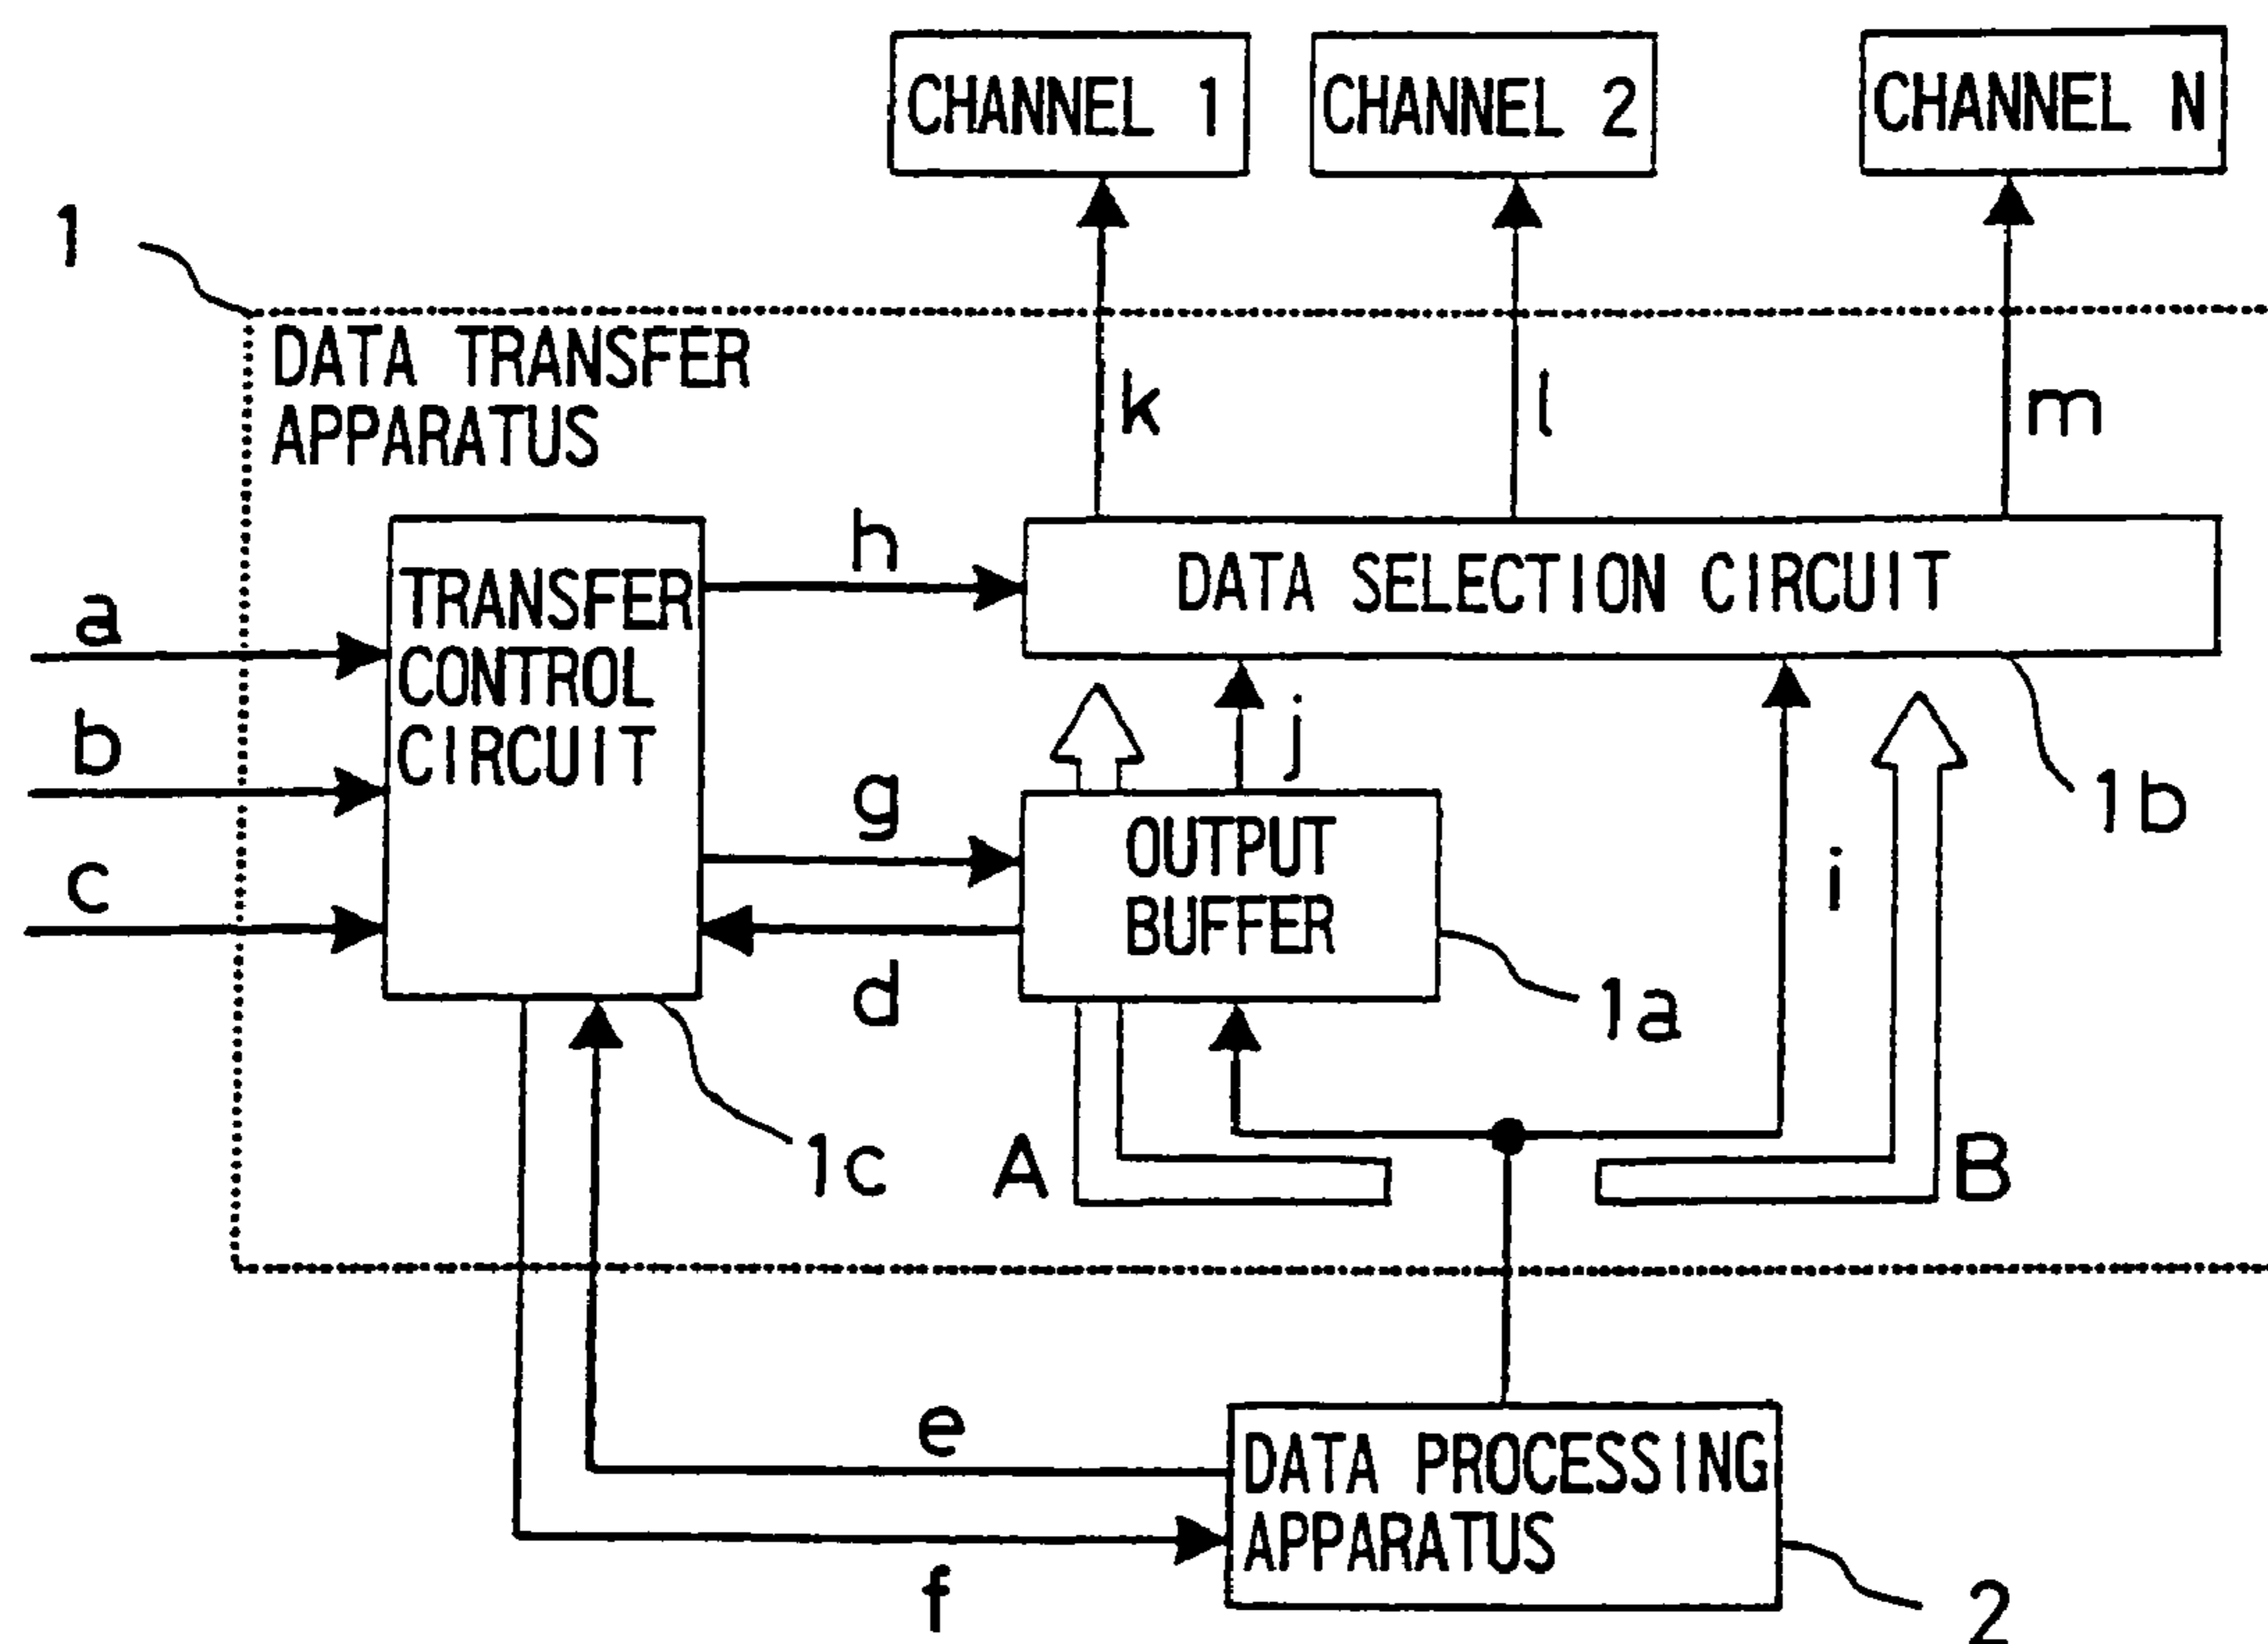 CHANNEL 1
CHANNEL 2
CHANNEL N
1
DATA TRANSFER
APPARATUS
k
l
m
h
TRANSFER
CONTROL
CIRCUIT
DATA SELECTION CIRCUIT
a
b
c
j
g
OUTPUT
BUFFER
i
1b
d
1a
1c
A
B
e
DATA PROCESSING
APPARATUS
f
2